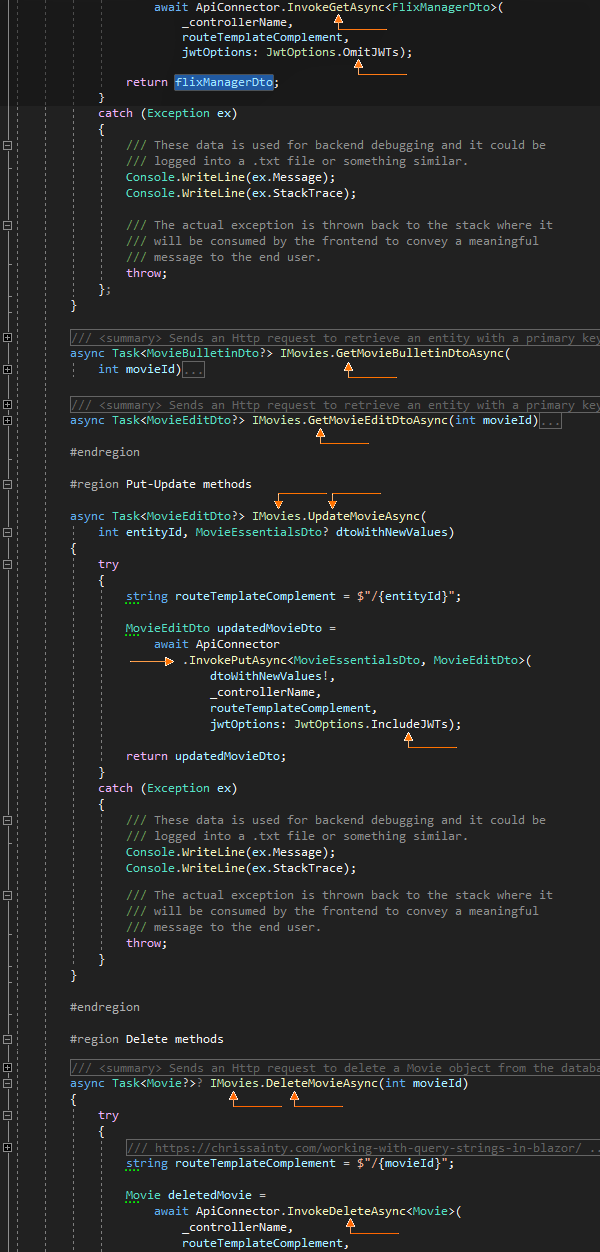 await ApiConnector.InvokeGetAsync<FlixManagerDto>(
_controllerName,
routeTemplateComplement,
jwtOptions: JwtOptions.OmitJWTs);
return flixManagerDto;
}
catch (Exception ex)
{
/// These data is used for backend debugging and it could be
/// logged into a .txt file or something similar.
Console.WriteLine(ex.Message);
Console.WriteLine(ex.StackTrace);
/// The actual exception is thrown back to the stack where it
/// will be consumed by the frontend to convey a meaningful
/// message to the end user.
throw;
};
}
/// <summary> Sends an Http request to retrieve an entity with a primary key
async Task<MovieBulletinDto?> IMovies.GetMovieBulletinDtoAsync(
int movieId)...
/// <summary> Sends an Http request to retrieve an entity with a primary key
async Task<MovieEditDto?> IMovies.GetMovieEditDtoAsync(int movieId)...
#endregion
#region Put-Update methods
async Task<MovieEditDto?> IMovies.UpdateMovieAsync(
int entityId, MovieEssentialsDto? dtoWithNewValues)
{
try
{
string routeTemplateComplement = $"/{entityId}";
MovieEditDto updatedMovieDto =
await ApiConnector
.InvokePutAsync<MovieEssentialsDto, MovieEditDto>(
dtoWithNewValues!,
_controllerName,
routeTemplateComplement,
jwtOptions: JwtOptions.IncludeJWTs);
return updatedMovieDto;
}
catch (Exception ex)
{
/// These data is used for backend debugging and it could be
/// logged into a .txt file or something similar.
Console.WriteLine(ex.Message);
Console.WriteLine(ex.StackTrace);
/// The actual exception is thrown back to the stack where it
/// will be consumed by the frontend to convey a meaningful
/// message to the end user.
throw;
}
}
#endregion
#region Delete methods
/// <summary> Sends an Http request to delete a Movie object from the databa
async Task<Movie?>? IMovies.DeleteMovieAsync(int movieId)
{
try
{
/// https://chrissainty.com/working-with-query-strings-in-blazor/ ..
string routeTemplateComplement = $"/{movieId}";
Movie deletedMovie =
await ApiConnector.InvokeDeleteAsync<Movie>(
_controllerName,
routeTemplateComplement,